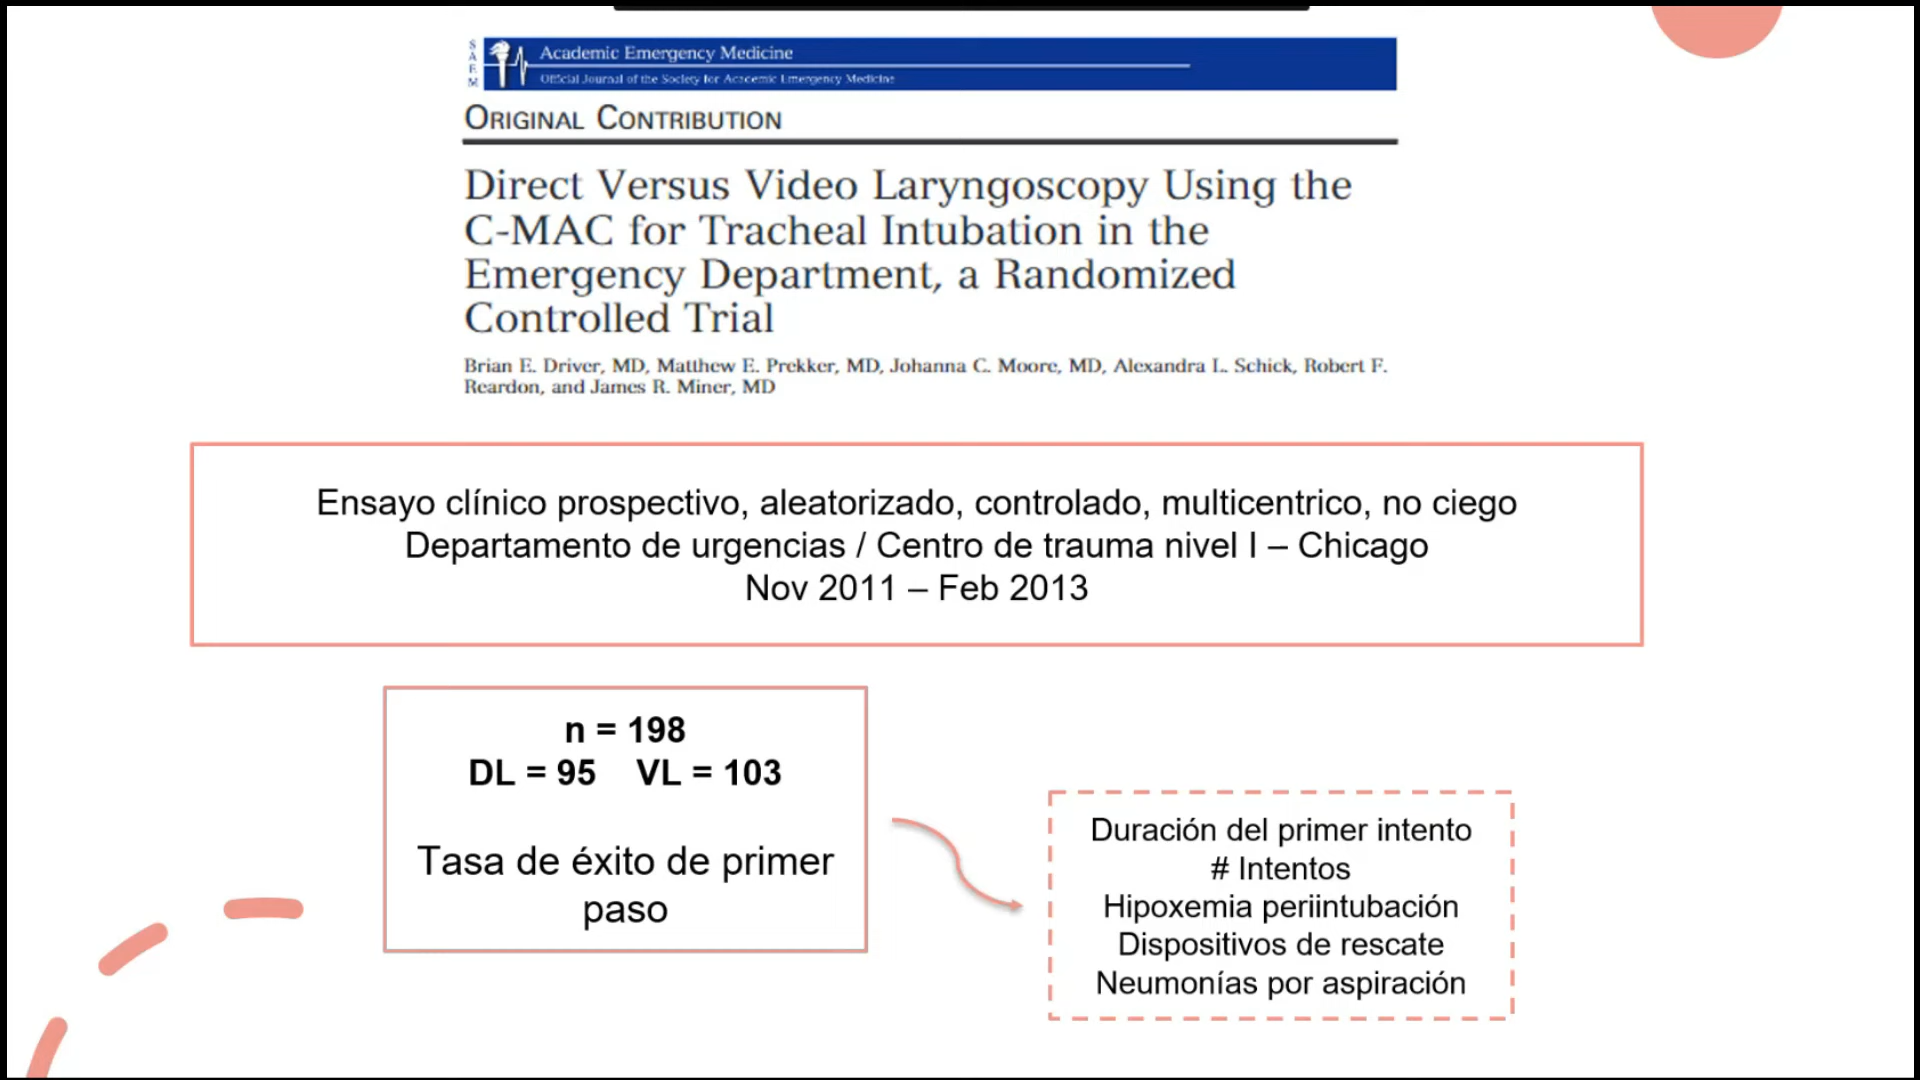 SAEM
Academic Emergency Medicine
Official Journal of the Society for Academic Emergency Medicine
ORIGINAL CONTRIBUTION
Direct Versus Video Laryngoscopy Using the
C-MAC for Tracheal Intubation in the
Emergency Department, a Randomized
Controlled Trial
Brian E. Driver, MD, Matthew E. Prekker, MD, Johanna C. Moore, MD, Alexandra L. Schick, Robert F.
Reardon, and James R. Miner, MD
Ensayo clínico prospectivo, aleatorizado, controlado, multicentrico, no ciego
Departamento de urgencias / Centro de trauma nivel I – Chicago
Nov 2011 – Feb 2013
n = 198
DL = 95 VL = 103
Tasa de éxito de primer
paso
Duración del primer intento
# Intentos
Hipoxemia periintubación
Dispositivos de rescate
Neumonías por aspiración